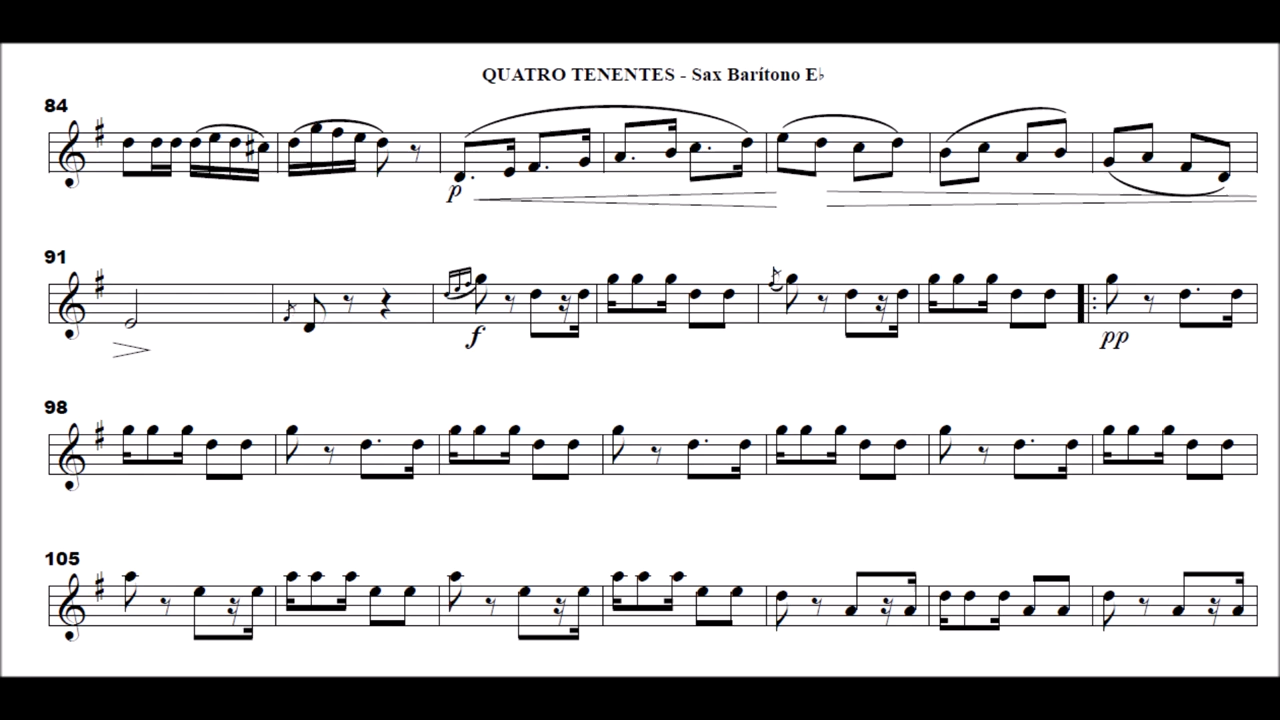 QUATRO TENENTES - Sax Barítono E♭
84
p
91
f
pp
98
105